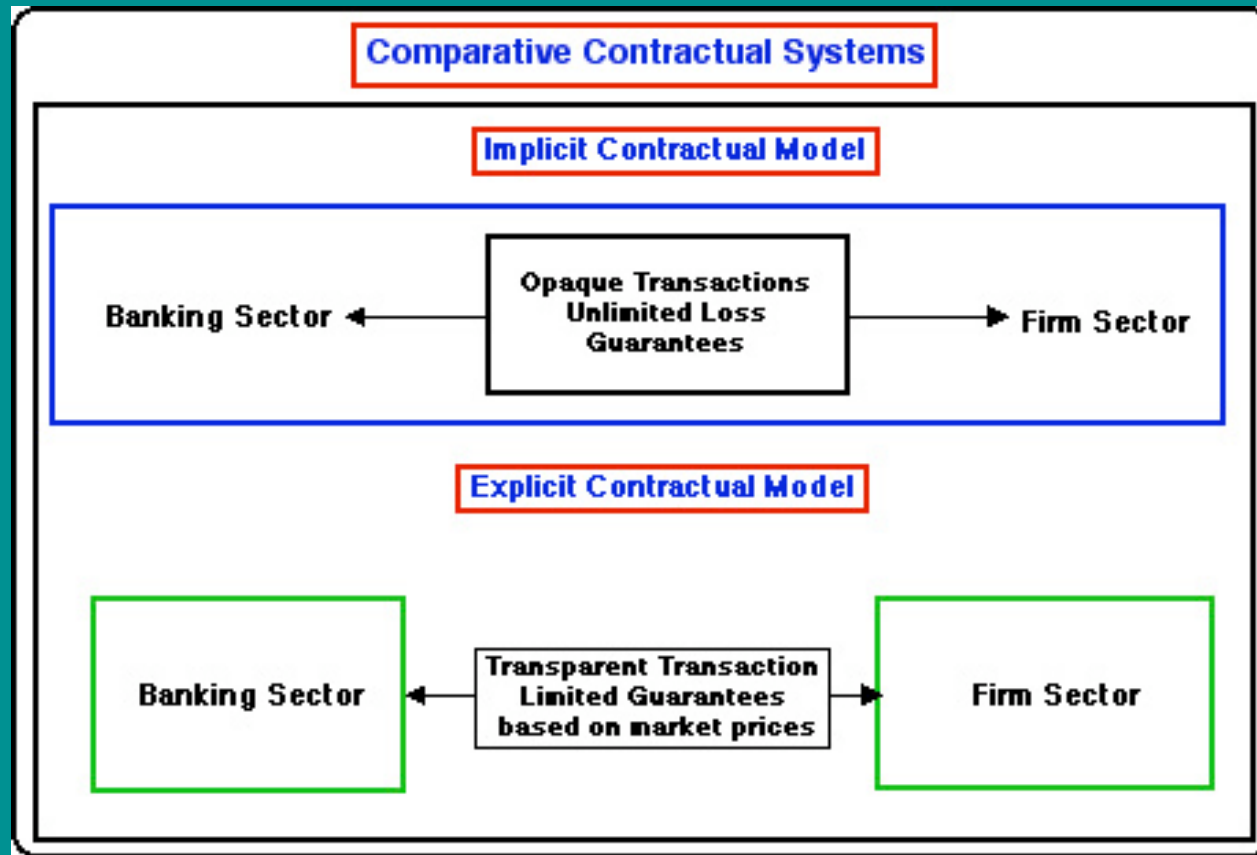 Comparative Contractual Systems
Implicit Contractual Model
Banking Sector
Opaque Transactions
Unlimited Loss
Guarantees
Firm Sector
Explicit Contractual Model
Banking Sector
Transparent Transaction
Limited Guarantees
based on market prices
Firm Sector